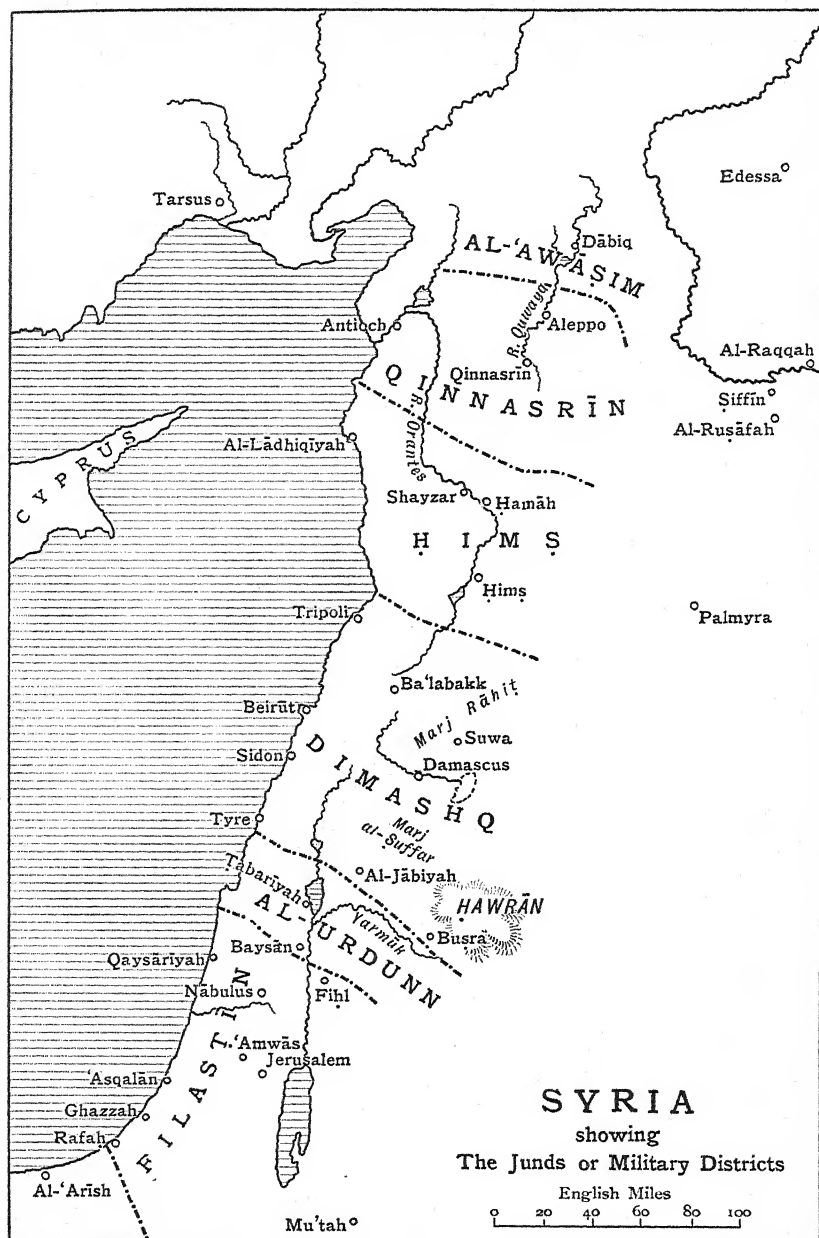 Edessa
Tarsus
Dābiq
AL-‘AWĀṢIM
Antioch
R. Quwayq
Aleppo
Al-Raqqah
Qinnasrīn
QINNASRĪN
Ṣiffīn
Al-Ruṣāfah
R. Orantes
CYPRUS
Al-Lādhiqīyah
Shayzar
Ḥamāh
ḤIMṢ
Ḥimṣ
Tripoli
Palmyra
Ba‘labakk
Marj Rāhiṭ
Beirūt
Suwa
Sidon
Damascus
DIMASHQ
Tyre
Marj
al-Ṣuffar
Al-Jābiyah
Ṭabarīyah
ḤAWRĀN
AL-URDUNN
Yarmūk
Buṣra
Baysān
Qaysārīyah
Fiḥl
Nābulus
FILASṬĪN
‘Amwās
Jerusalem
‘Asqalān
Ghazzah
Rafaḥ
Al-‘Arīsh
Mu’tah
SYRIA
showing
The Junds or Military Districts
English Miles
0 20 40 60 80 100